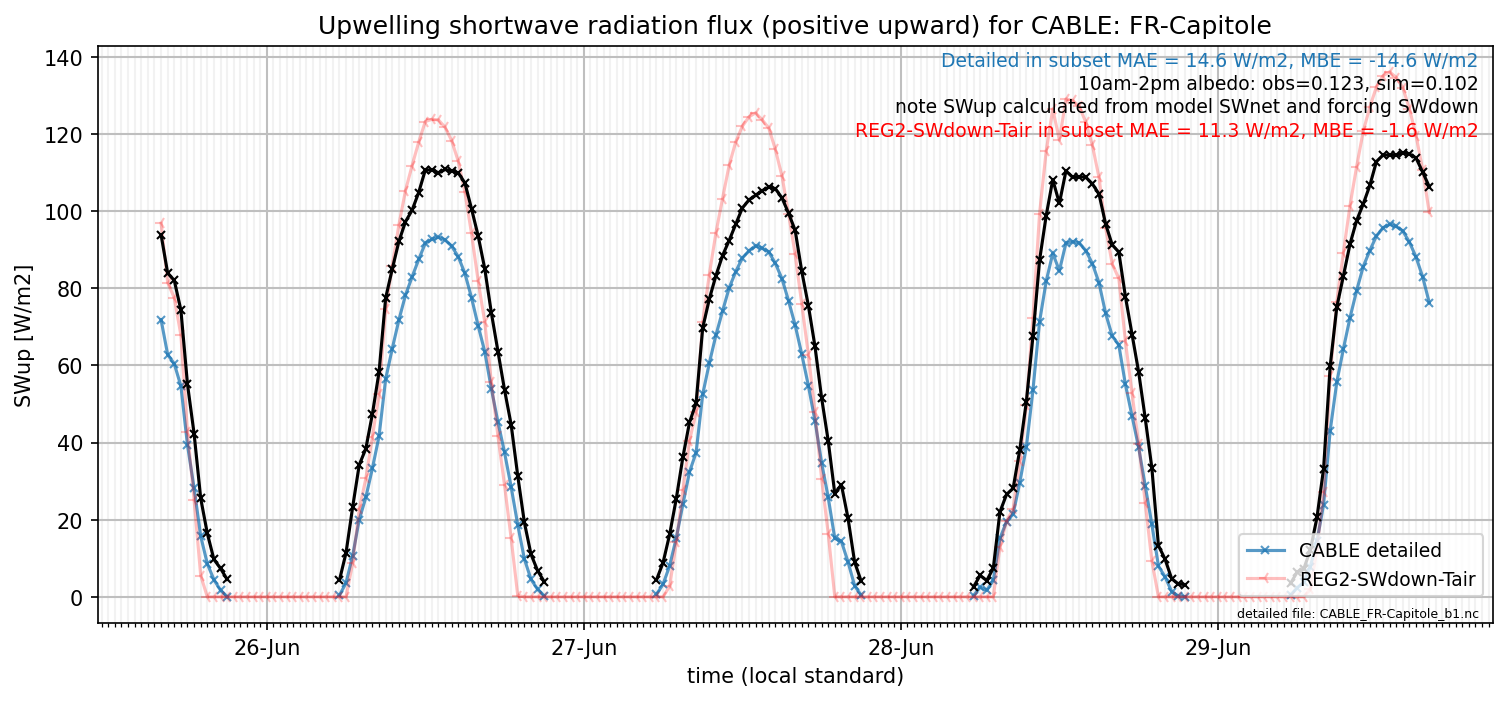 Upwelling shortwave radiation flux (positive upward) for CABLE: FR-Capitole
Detailed in subset MAE = 14.6 W/m2, MBE = -14.6 W/m2
10am-2pm albedo: obs=0.123, sim=0.102
note SWup calculated from model SWnet and forcing SWdown
REG2-SWdown-Tair in subset MAE = 11.3 W/m2, MBE = -1.6 W/m2
140
120
100
80
60
40
20
0
SWup [W/m2]
CABLE detailed
REG2-SWdown-Tair
detailed file: CABLE_FR-Capitole_b1.nc
26-Jun
27-Jun
28-Jun
29-Jun
time (local standard)